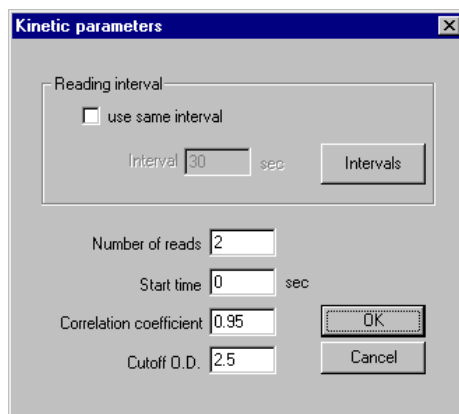 Kinetic parameters
Reading interval
use same interval
Interval 30 sec Intervals
Number of reads 2
Start time 0 sec
Correlation coefficient 0.95 OK
Cutoff O.D. 2.5 Cancel